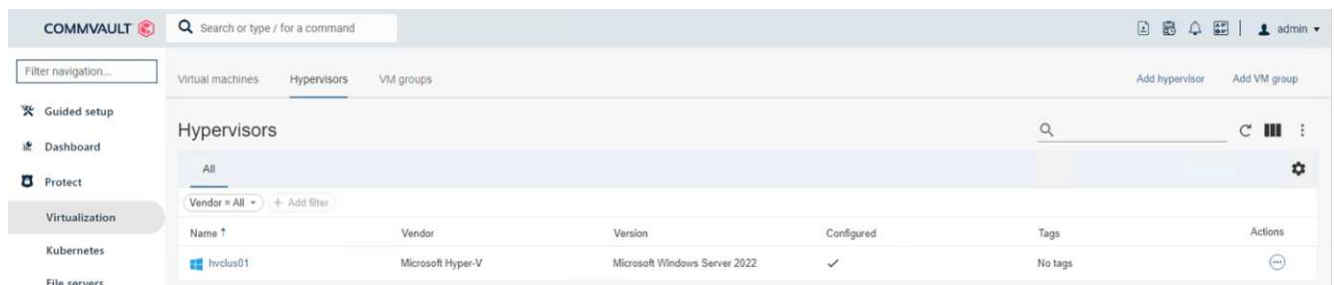 COMMVAULT
Search or type / for a command
admin
Filter navigation...
Virtual machines Hypervisors VM groups Add hypervisor Add VM group
Guided setup
Hypervisors
Dashboard
All
Protect
Vendor = All + Add filter
Virtualization
Name ↑ Vendor Version Configured Tags Actions
Kubernetes
hvclus01 Microsoft Hyper-V Microsoft Windows Server 2022 ✓ No tags
File servers